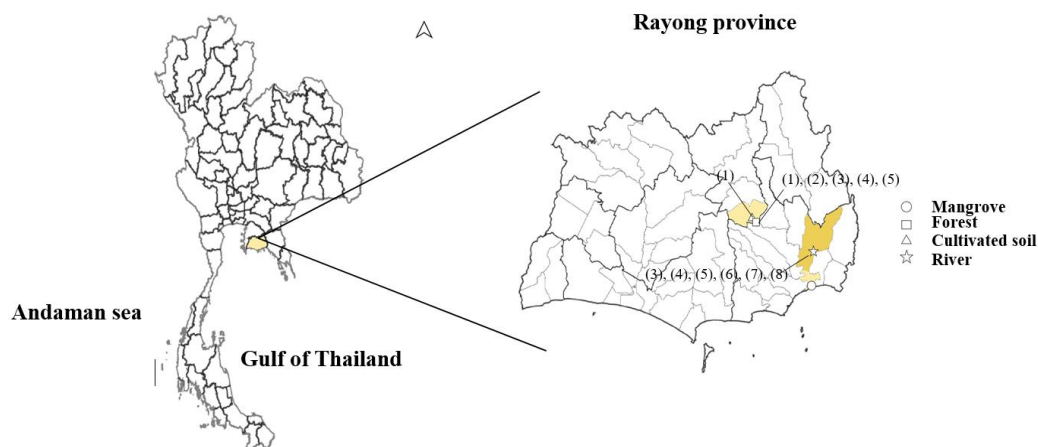 Rayong province
(1)
(1), (2), (3), (4), (5)
Mangrove
Forest
Cultivated soil
River
(3), (4), (5), (6), (7), (8)
Andaman sea
Gulf of Thailand